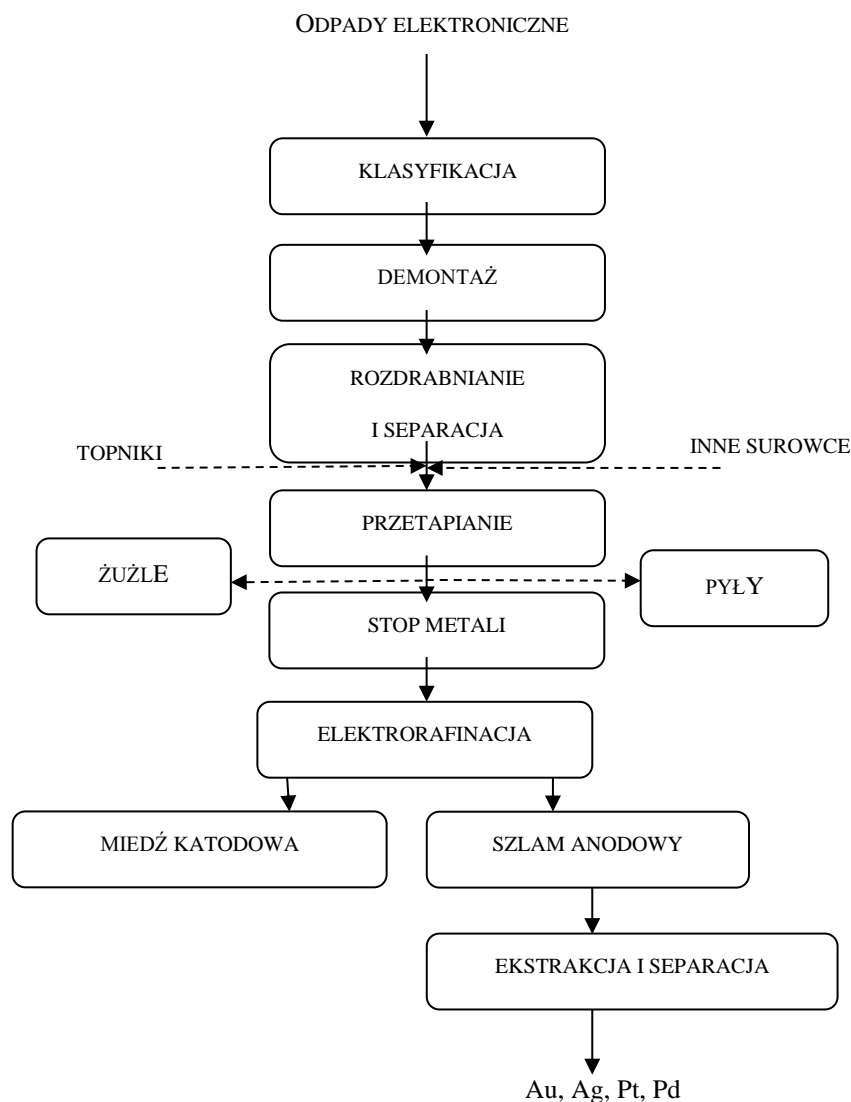 ODPADY ELEKTRONICZNE
KLASYFIKACJA
DEMONTAŻ
ROZDRABNIANIE
I SEPARACJA
TOPNIKI
INNE SUROWCE
PRZETAPIANIE
ŻUŻLE
PYŁY
STOP METALI
ELEKTRORAFINACJA
MIEDŹ KATODOWA
SZLAM ANODOWY
EKSTRAKCJA I SEPARACJA
Au, Ag, Pt, Pd